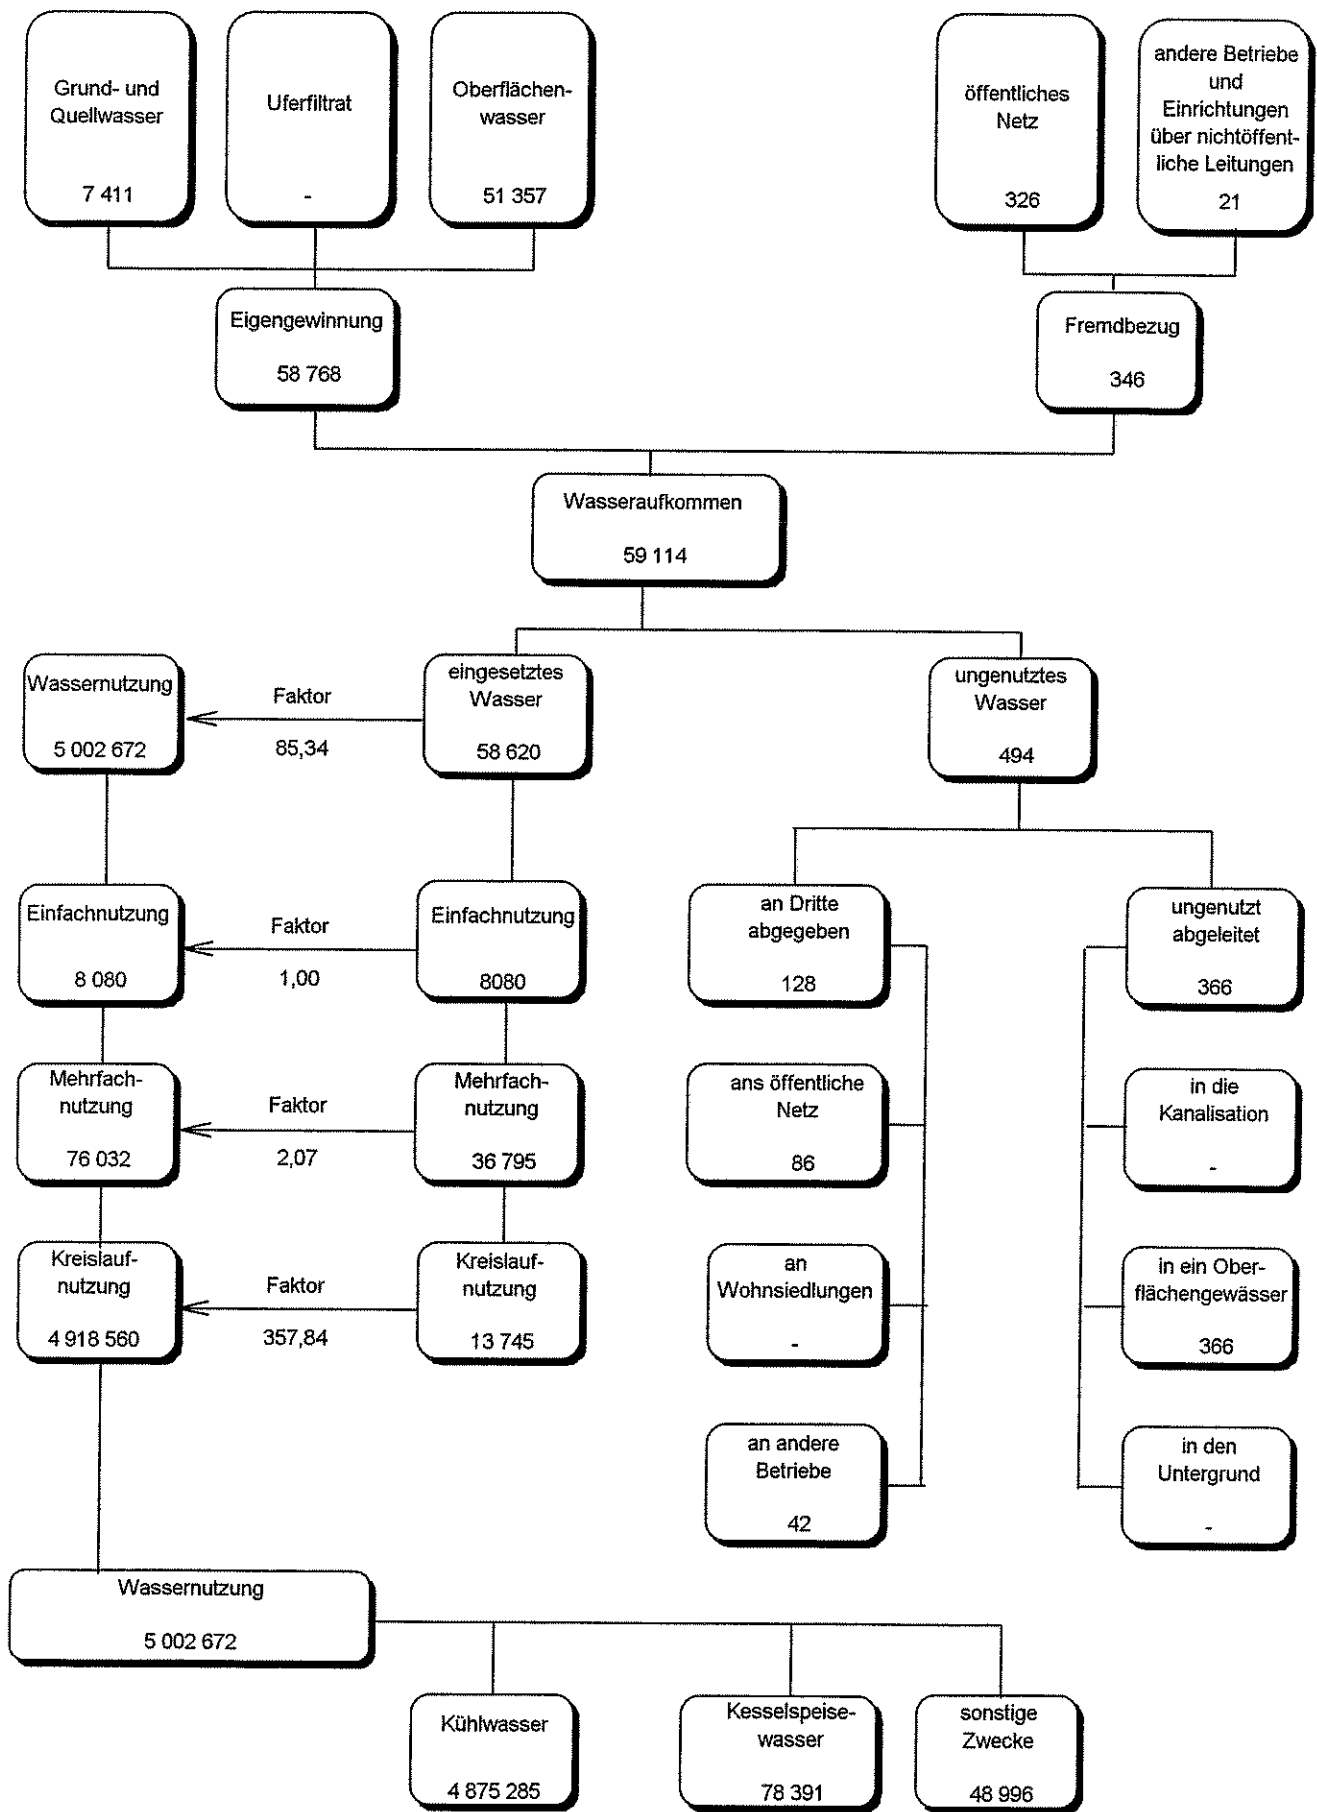 Grund- und
Quellwasser
7 411
Uferfiltrat
-
Oberflächen-
wasser
51 357
öffentliches
Netz
326
andere Betriebe
und
Einrichtungen
über nichtöffent-
liche Leitungen
21
Eigengewinnung
58 768
Fremdbezug
346
Wasseraufkommen
59 114
Wassernutzung
5 002 672
Faktor
85,34
eingesetztes
Wasser
58 620
ungenutztes
Wasser
494
Einfachnutzung
8 080
Faktor
1,00
Einfachnutzung
8080
an Dritte
abgegeben
128
ungenutzt
abgeleitet
366
Mehrfach-
nutzung
76 032
Faktor
2,07
Mehrfach-
nutzung
36 795
ans öffentliche
Netz
86
in die
Kanalisation
-
Kreislauf-
nutzung
4 918 560
Faktor
357,84
Kreislauf-
nutzung
13 745
an
Wohnsiedlungen
-
in ein Ober-
flächengewässer
366
an andere
Betriebe
42
in den
Untergrund
-
Wassernutzung
5 002 672
Kühlwasser
4 875 285
Kesselspeise-
wasser
78 391
sonstige
Zwecke
48 996